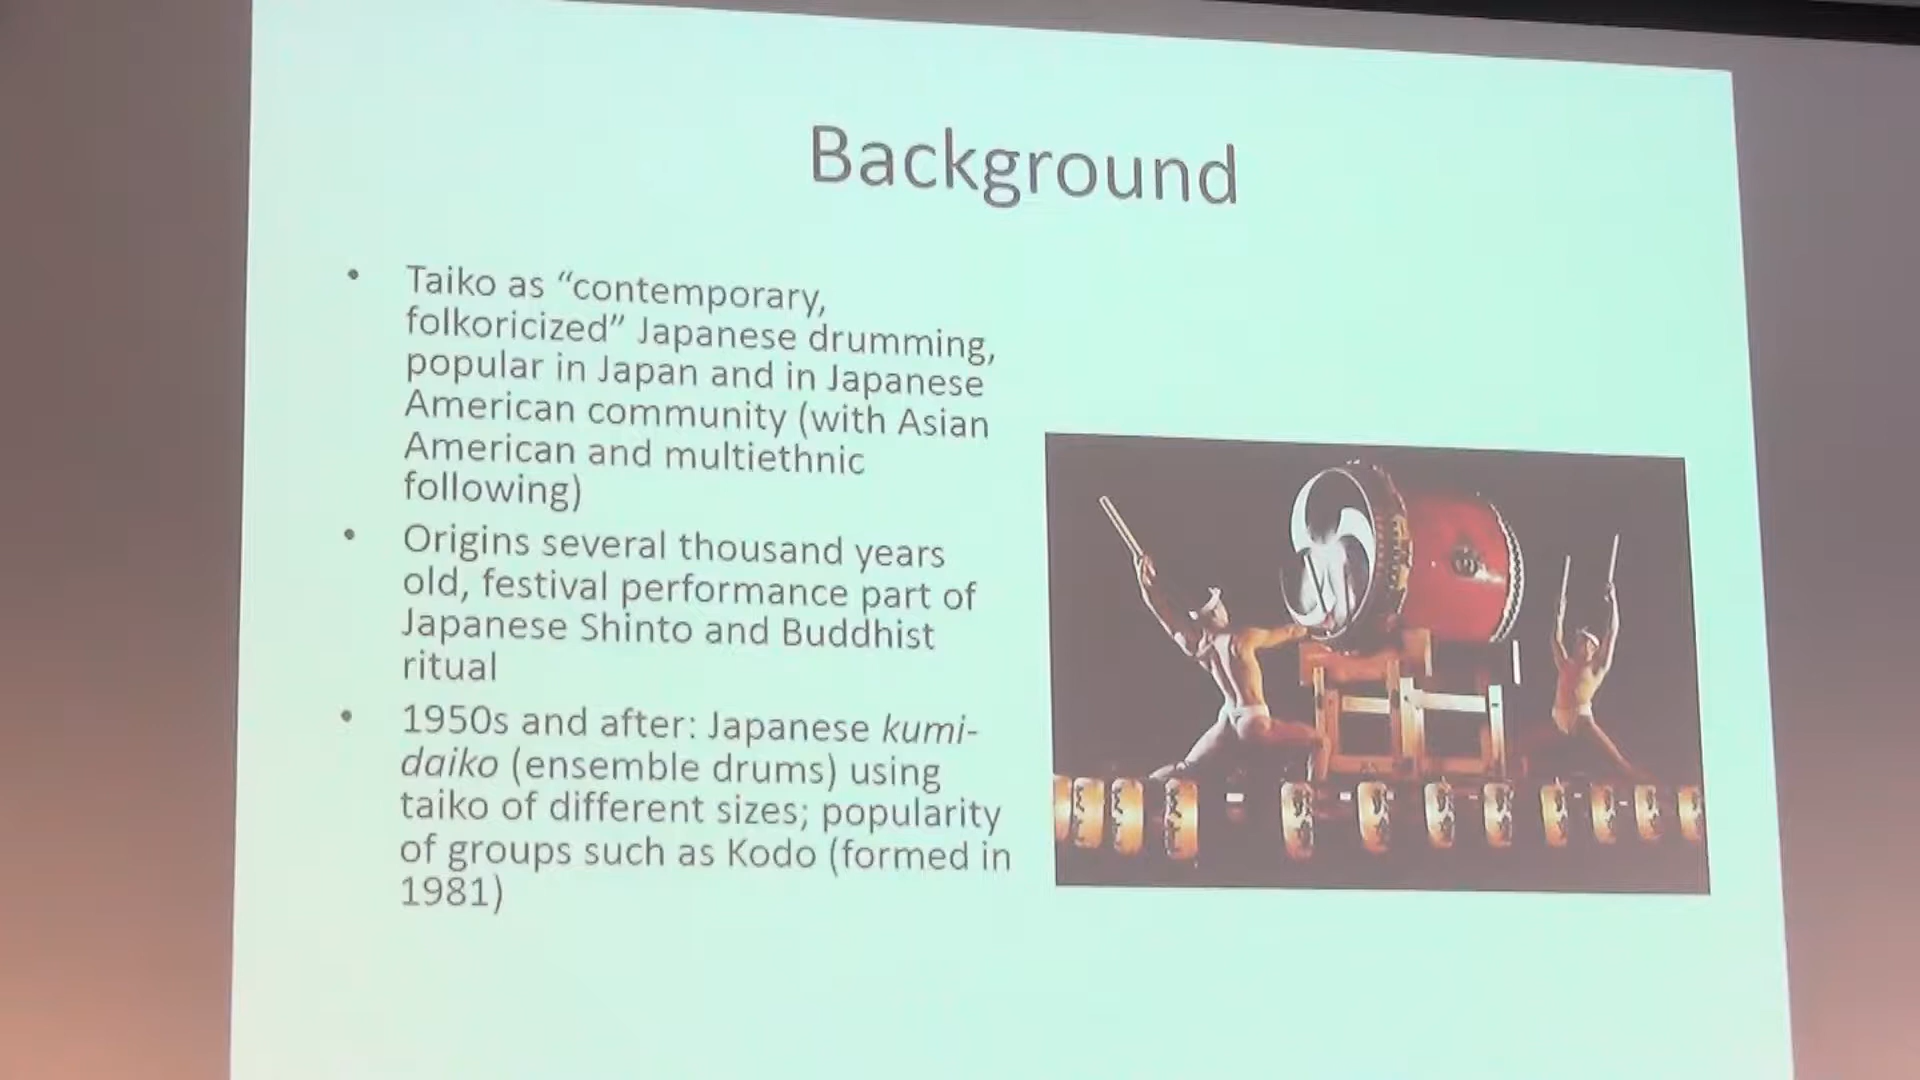 Background
• Taiko as “contemporary,
folkoricized” Japanese drumming,
popular in Japan and in Japanese
American community (with Asian
American and multiethnic
following)
• Origins several thousand years
old, festival performance part of
Japanese Shinto and Buddhist
ritual
• 1950s and after: Japanese kumi-
daiko (ensemble drums) using
taiko of different sizes; popularity
of groups such as Kodo (formed in
1981)